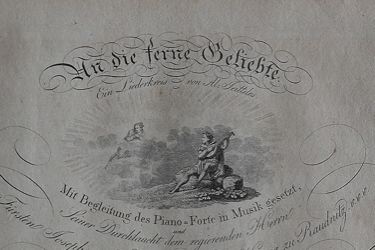 An die ferne Geliebte
Ein Liederkreis von Al. Jeitteles
Mit Begleitung des Piano-Forte in Musik gesetzt,
und
Seiner Durchlaucht dem regierenden Herrn
Fürsten Joseph zu Raudnitz &c. &c. &c.